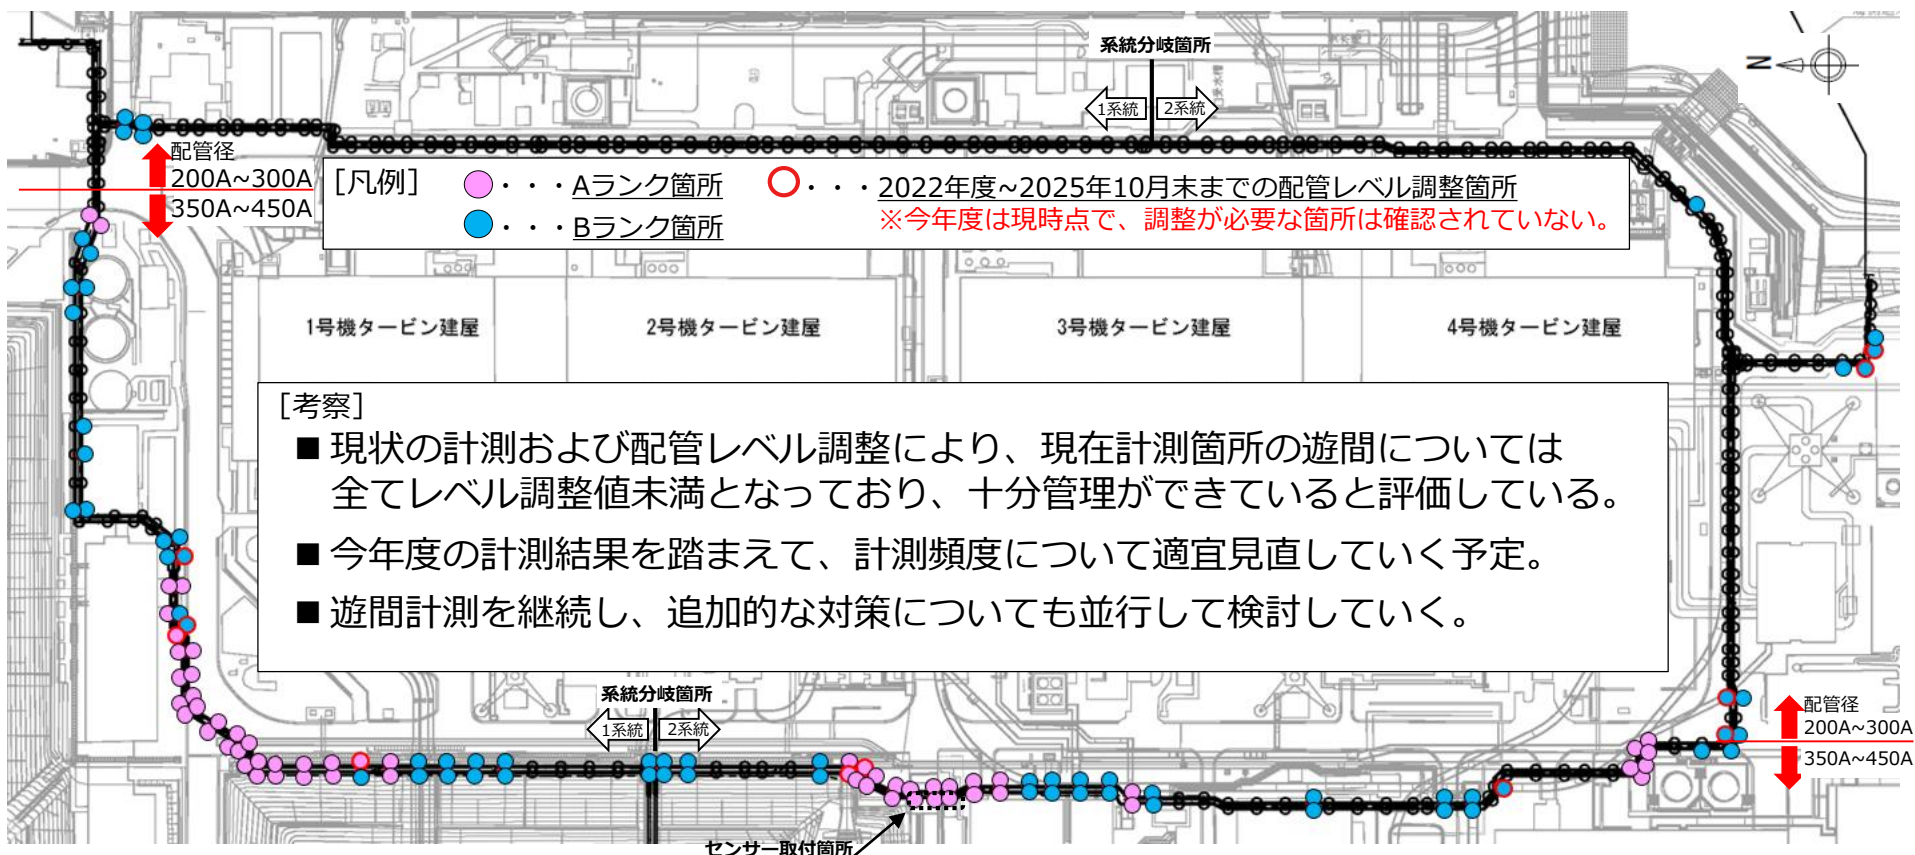 系統分岐箇所
1系統 2系統
N
配管径
200A~300A
350A~450A
[凡例]
・・・Aランク箇所
・・・Bランク箇所
・・・2022年度~2025年10月末までの配管レベル調整箇所
※今年度は現時点で、調整が必要な箇所は確認されていない。
1号機タービン建屋
2号機タービン建屋
3号機タービン建屋
4号機タービン建屋
[考察]
■ 現状の計測および配管レベル調整により、現在計測箇所の遊間については
全てレベル調整値未満となっており、十分管理ができていると評価している。
■ 今年度の計測結果を踏まえて、計測頻度について適宜見直していく予定。
■ 遊間計測を継続し、追加的な対策についても並行して検討していく。
系統分岐箇所
1系統 2系統
配管径
200A~300A
350A~450A
センサー取付箇所